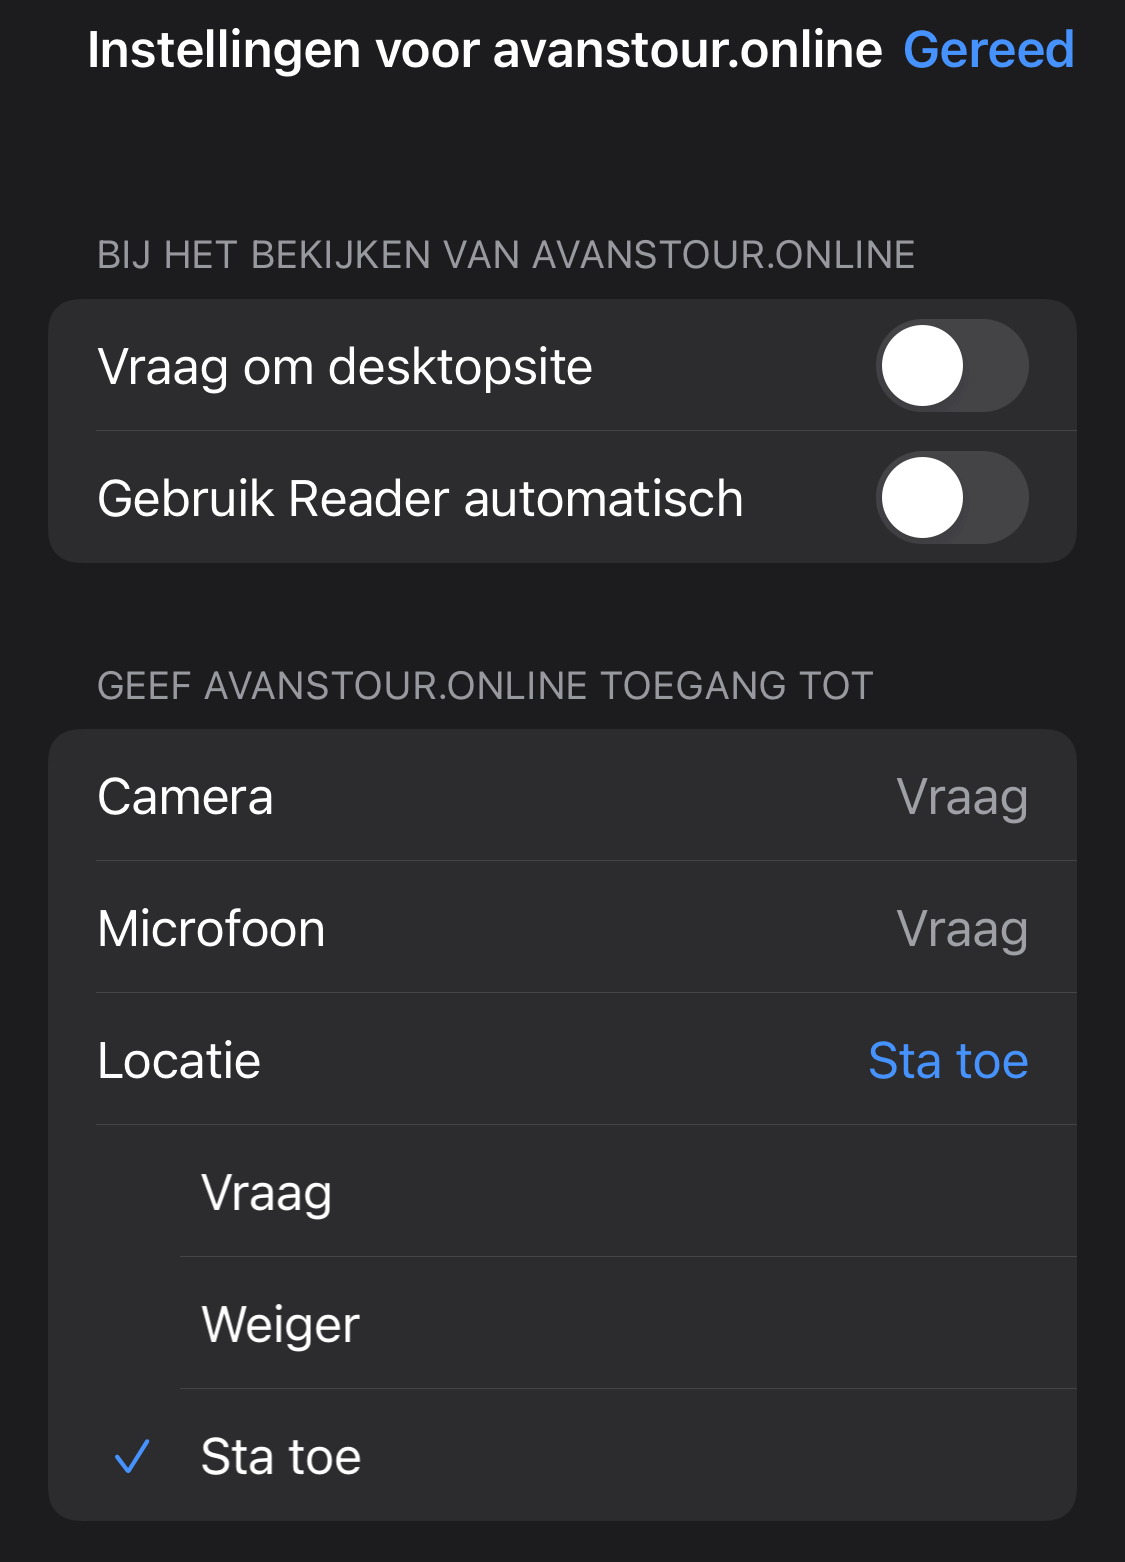 Instellingen voor avanstour.online Gereed
BIJ HET BEKIJKEN VAN AVANSTOUR.ONLINE
Vraag om desktopsite
Gebruik Reader automatisch
GEEF AVANSTOUR.ONLINE TOEGANG TOT
Camera Vraag
Microfoon Vraag
Locatie Sta toe
Vraag
Weiger
Sta toe